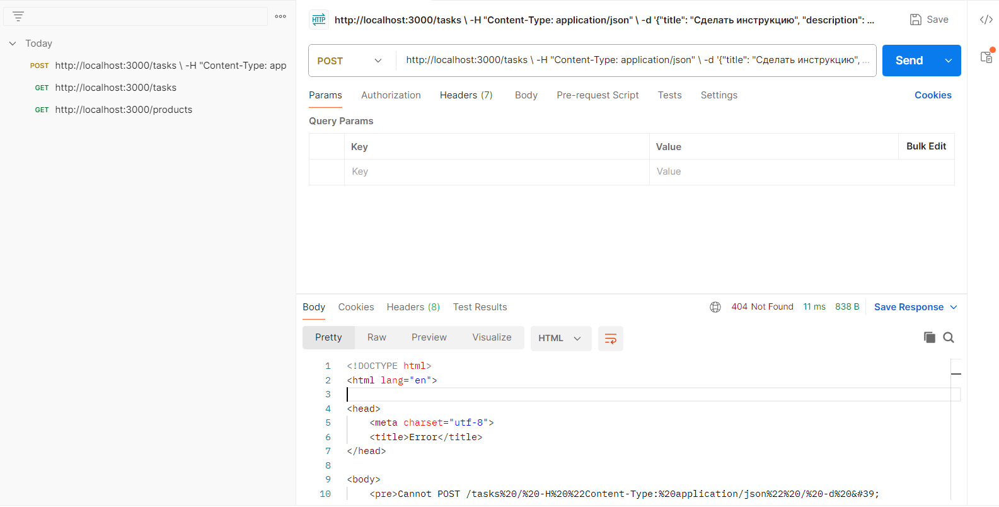 Today
POST http://localhost:3000/tasks \ -H "Content-Type: app
GET http://localhost:3000/tasks
GET http://localhost:3000/products
HTTP http://localhost:3000/tasks \ -H "Content-Type: application/json" \ -d '{"title": "Сделать инструкцию", "description": ...
Save
POST http://localhost:3000/tasks \ -H "Content-Type: application/json" \ -d '{"title": "Сделать инструкцию", ...
Send
Params Authorization Headers (7) Body Pre-request Script Tests Settings Cookies
Query Params
Key Value Bulk Edit
Key Value
Body Cookies Headers (8) Test Results 404 Not Found 11 ms 838 B Save Response
Pretty Raw Preview Visualize HTML
1 <!DOCTYPE html>
2 <html lang="en">
3
4 <head>
5 <meta charset="utf-8">
6 <title>Error</title>
7 </head>
8
9 <body>
10 <pre>Cannot POST /tasks%20/%20-H%20%22Content-Type:%20application/json%22%20/%20-d%20&#39;